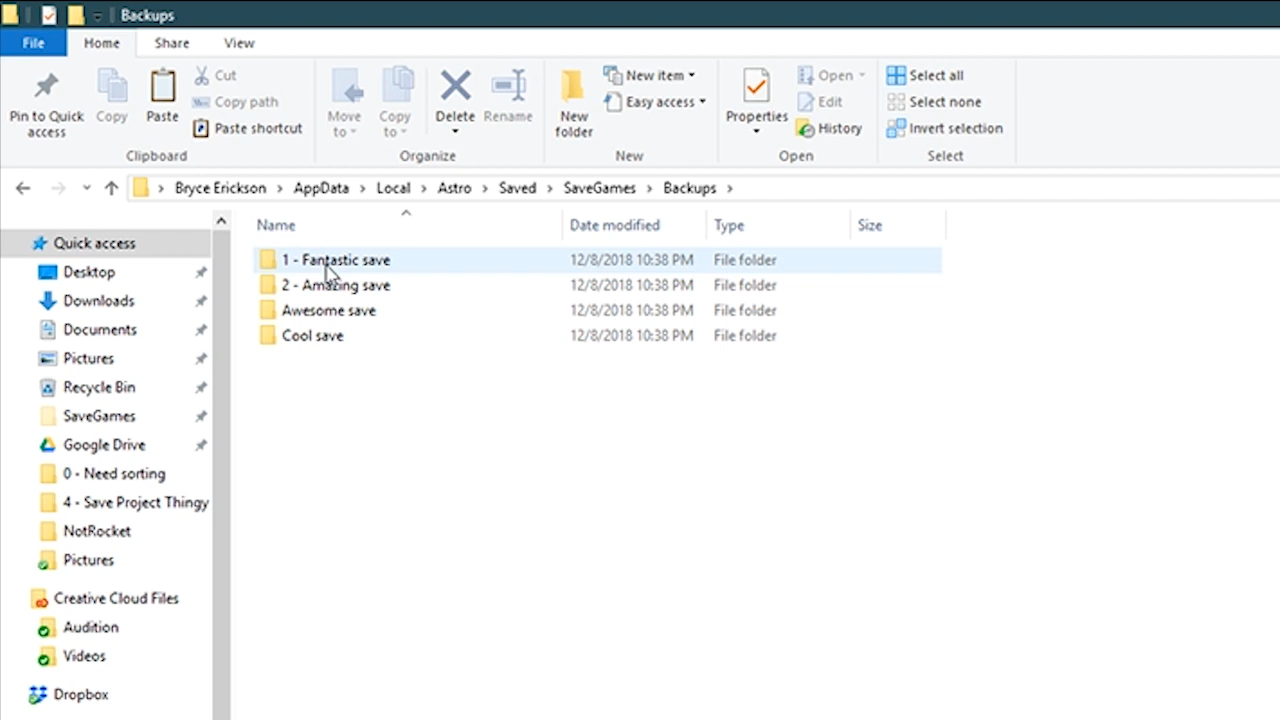 Backups
File Home Share View
Pin to Quick access
Copy
Paste
Cut
Copy path
Paste shortcut
Clipboard
Move to
Copy to
Delete
Rename
Organize
New folder
New item
Easy access
New
Properties
Open
Edit
History
Open
Select all
Select none
Invert selection
Select
Bryce Erickson › AppData › Local › Astro › Saved › SaveGames › Backups ›
Name Date modified Type Size
1 - Fantastic save 12/8/2018 10:38 PM File folder
2 - Amazing save 12/8/2018 10:38 PM File folder
Awesome save 12/8/2018 10:38 PM File folder
Cool save 12/8/2018 10:38 PM File folder
Quick access
Desktop
Downloads
Documents
Pictures
Recycle Bin
SaveGames
Google Drive
0 - Need sorting
4 - Save Project Thingy
NotRocket
Pictures
Creative Cloud Files
Audition
Videos
Dropbox